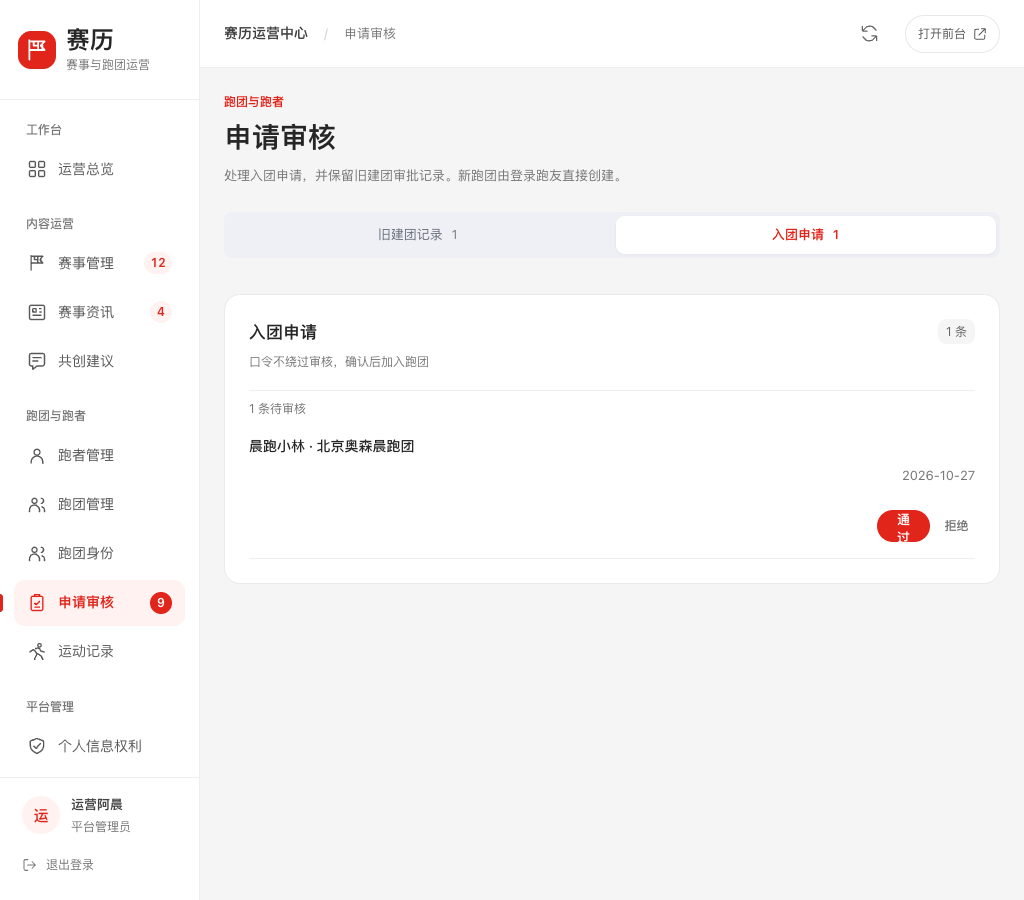 赛历
赛事与跑团运营
工作台
运营总览
内容运营
赛事管理 12
赛事资讯 4
共创建议
跑团与跑者
跑者管理
跑团管理
跑团身份
申请审核 9
运动记录
平台管理
个人信息权利
运 运营阿晨
平台管理员
退出登录
赛历运营中心 / 申请审核
打开前台
跑团与跑者
申请审核
处理入团申请，并保留旧建团审批记录。新跑团由登录跑友直接创建。
旧建团记录 1
入团申请 1
入团申请
1 条
口令不绕过审核，确认后加入跑团
1 条待审核
晨跑小林 · 北京奥森晨跑团
2026-10-27
通过
拒绝